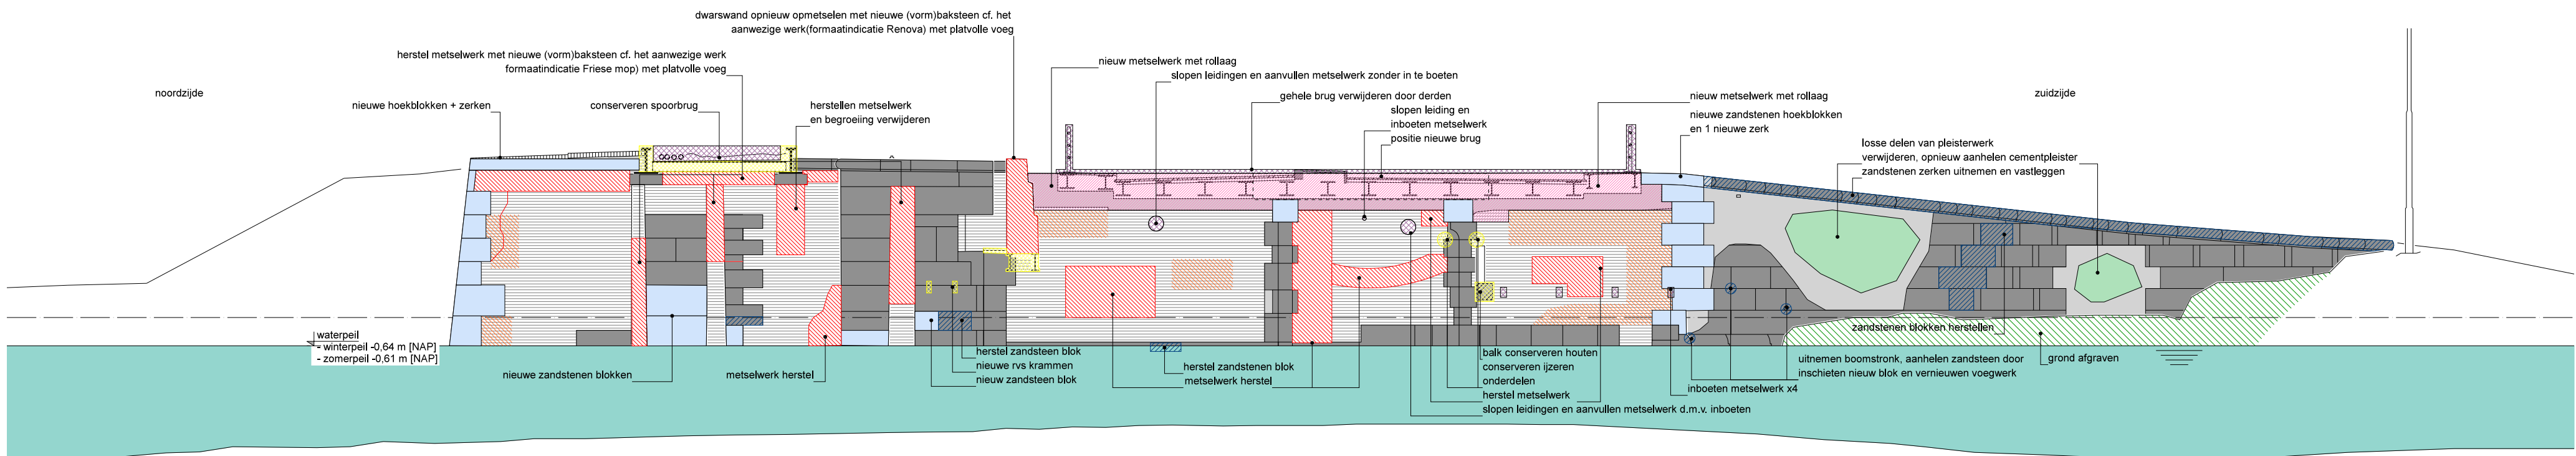 dwarswand opnieuw opmetselen met nieuwe (vorm)baksteen cf. het
aanwezige werk(formaatindicatie Renova) met platvolle voeg
herstel metselwerk met nieuwe (vorm)baksteen cf. het aanwezige werk
formaatindicatie Friese mop) met platvolle voeg
noordzijde
nieuwe hoekblokken + zerken
conserveren spoorbrug
herstellen metselwerk
en begroeiing verwijderen
nieuw metselwerk met rollaag
slopen leidingen en aanvullen metselwerk zonder in te boeten
gehele brug verwijderen door derden
slopen leiding en
inboeten metselwerk
positie nieuwe brug
nieuw metselwerk met rollaag
nieuwe zandstenen hoekblokken
en 1 nieuwe zerk
zuidzijde
losse delen van pleisterwerk
verwijderen, opnieuw aanhelen cementpleister
zandstenen zerken uitnemen en vastleggen
waterpeil
- winterpeil -0,64 m [NAP]
- zomerpeil -0,61 m [NAP]
nieuwe zandstenen blokken
metselwerk herstel
herstel zandsteen blok
nieuwe rvs krammen
nieuw zandsteen blok
herstel zandstenen blok
metselwerk herstel
balk conserveren houten
conserveren ijzeren
onderdelen
herstel metselwerk
slopen leidingen en aanvullen metselwerk d.m.v. inboeten
inboeten metselwerk x4
zandstenen blokken herstellen
uitnemen boomstronk, aanhelen zandsteen door
inschieten nieuw blok en vernieuwen voegwerk
grond afgraven